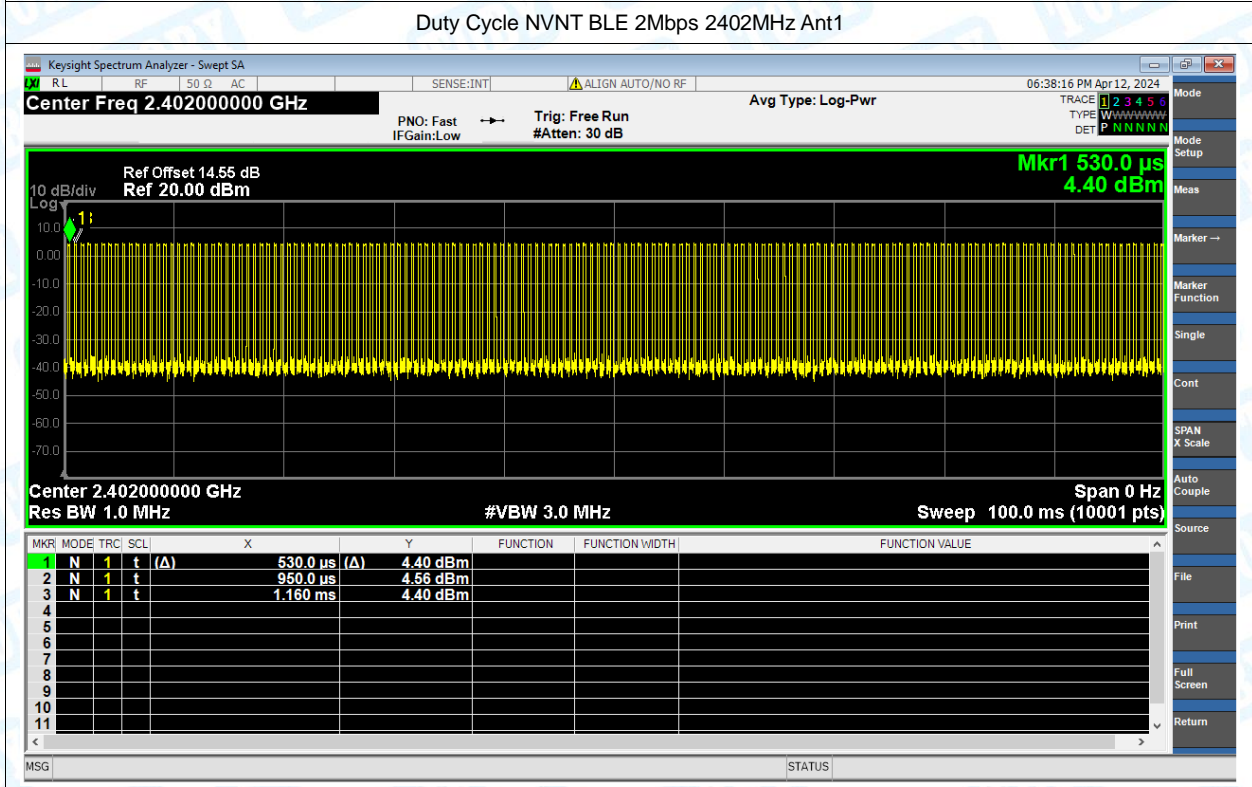 Duty Cycle NVNT BLE 2Mbps 2402MHz Ant1
Keysight Spectrum Analyzer - Swept SA
LXI RL RF 50 Ω AC SENSE:INT ALIGN AUTO/NO RF 06:38:16 PM Apr 12, 2024
Center Freq 2.402000000 GHz
PNO: Fast
IFGain:Low
Trig: Free Run
#Atten: 30 dB
Avg Type: Log-Pwr
TRACE 1 2 3 4 5 6
TYPE WWWWWW
DET P NNNNN
Ref Offset 14.55 dB
Ref 20.00 dBm
10 dB/div
Log
Mkr1 530.0 µs
4.40 dBm
10.0
0.00
-10.0
-20.0
-30.0
-40.0
-50.0
-60.0
-70.0
1
Center 2.402000000 GHz Span 0 Hz
Res BW 1.0 MHz #VBW 3.0 MHz Sweep 100.0 ms (10001 pts)
MKR MODE TRC SCL X Y FUNCTION FUNCTION WIDTH FUNCTION VALUE
1 N 1 t (Δ) 530.0 µs (Δ) 4.40 dBm
2 N 1 t 950.0 µs 4.56 dBm
3 N 1 t 1.160 ms 4.40 dBm
4
5
6
7
8
9
10
11
MSG STATUS
Mode
Mode
Setup
Meas
Marker →
Marker
Function
Single
Cont
SPAN
X Scale
Auto
Couple
Source
File
Print
Full
Screen
Return